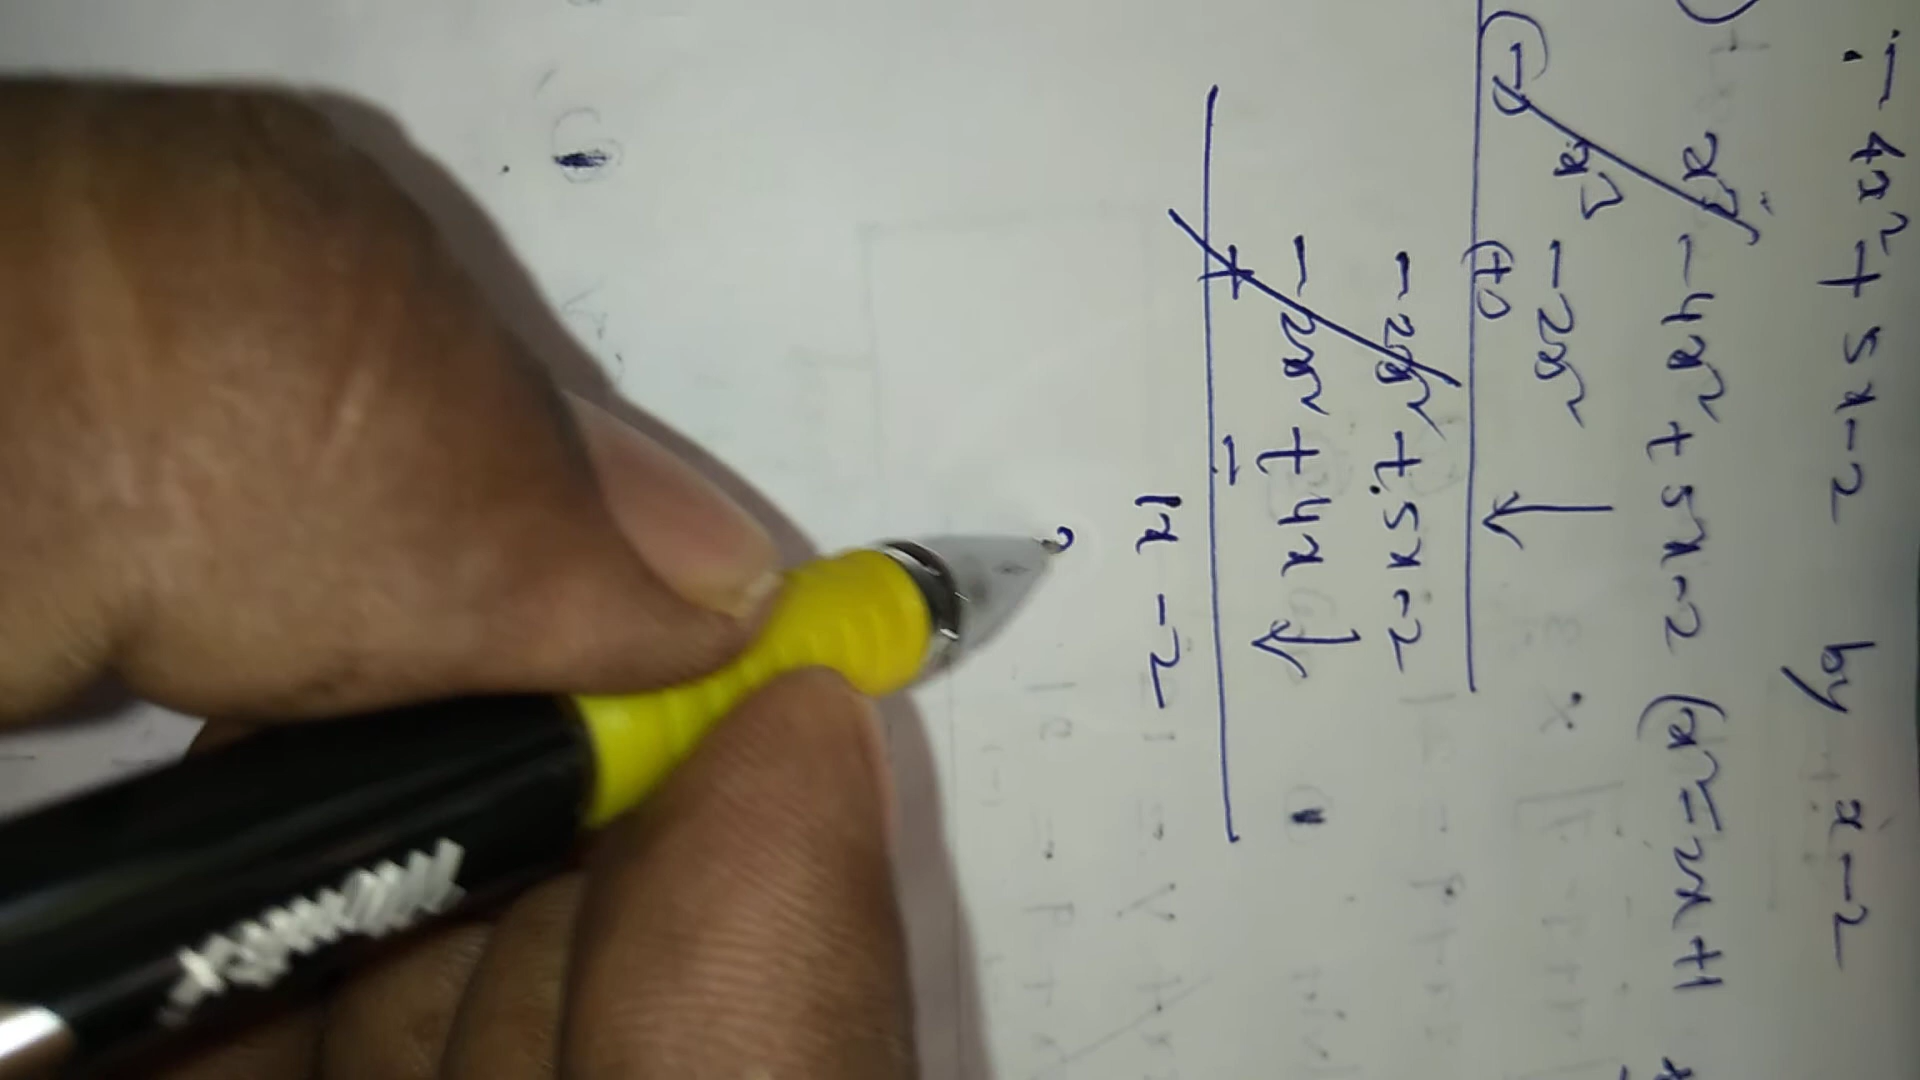 - 4x² + 5x - 2 by x - 2
x³ - 4x² + 5x - 2 (x² - 2x + 1
x³ - 2x²
(-) (+)
- 2x² + 5x - 2
- 2x² + 4x
+ -
1x - 2